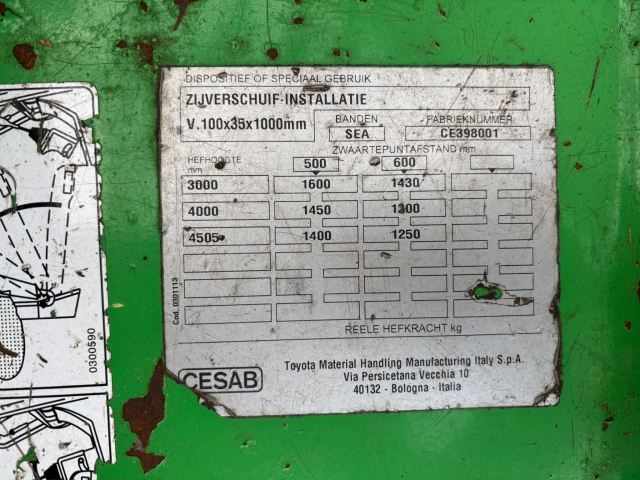 DISPOSITIEF OF SPECIAAL GEBRUIK
ZIJVERSCHUIF-INSTALLATIE
V.100x35x1000mm
BANDEN
SEA
FABRIEKNUMMER
CE398001
HEFHOOGTE mm
ZWAARTEPUNTAFSTAND mm
500 600
3000 1600 1430
4000 1450 1300
4505 1400 1250
REELE HEFKRACHT kg
Cod. 0301113
CESAB
Toyota Material Handling Manufacturing Italy S.p.A.
Via Persicetana Vecchia 10
40132 - Bologna - Italia
0300590